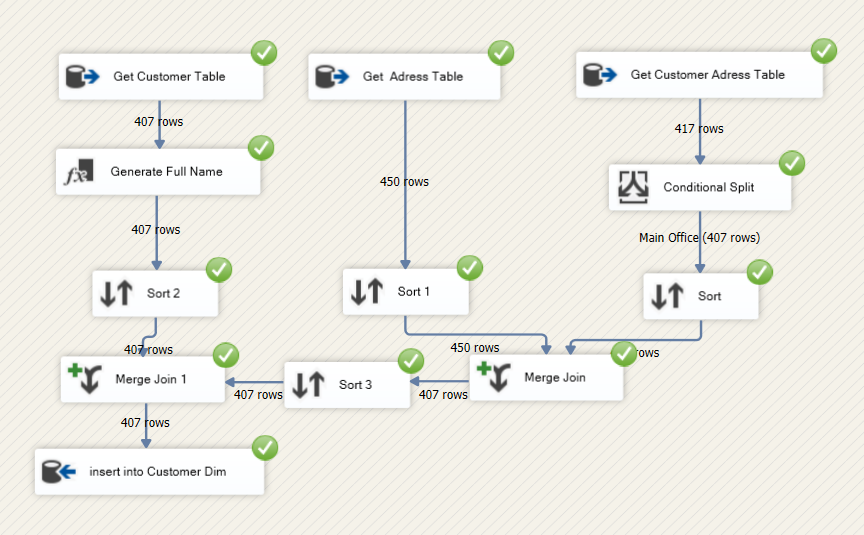 Get Customer Table
Get Adress Table
Get Customer Adress Table
407 rows
417 rows
Generate Full Name
450 rows
Conditional Split
407 rows
Main Office (407 rows)
Sort 2
Sort 1
Sort
407 rows
450 rows
rows
Merge Join 1
Sort 3
Merge Join
407 rows
407 rows
407 rows
insert into Customer Dim